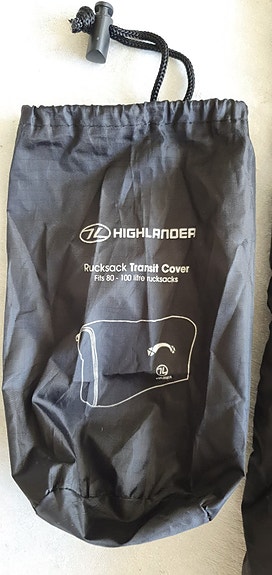 HIGHLANDER
Rucksack Transit Cover
Fits 80 - 100 litre rucksacks